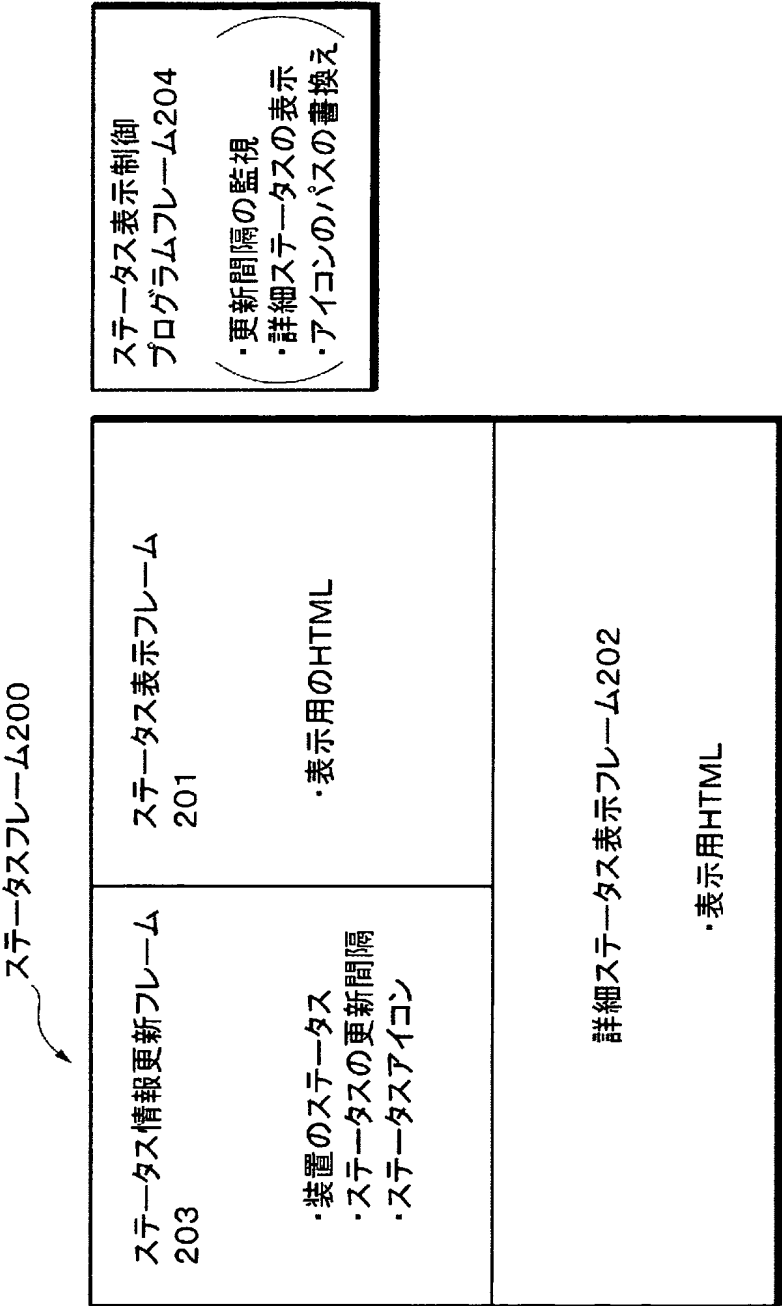 ステータスフレーム200
ステータス情報更新フレーム
203
・装置のステータス
・ステータスの更新間隔
・ステータスアイコン
ステータス表示フレーム
201
・表示用のHTML
詳細ステータス表示フレーム202
・表示用HTML
ステータス表示制御
プログラムフレーム204
・更新間隔の監視
・詳細ステータスの表示
・アイコンのパスの書換え